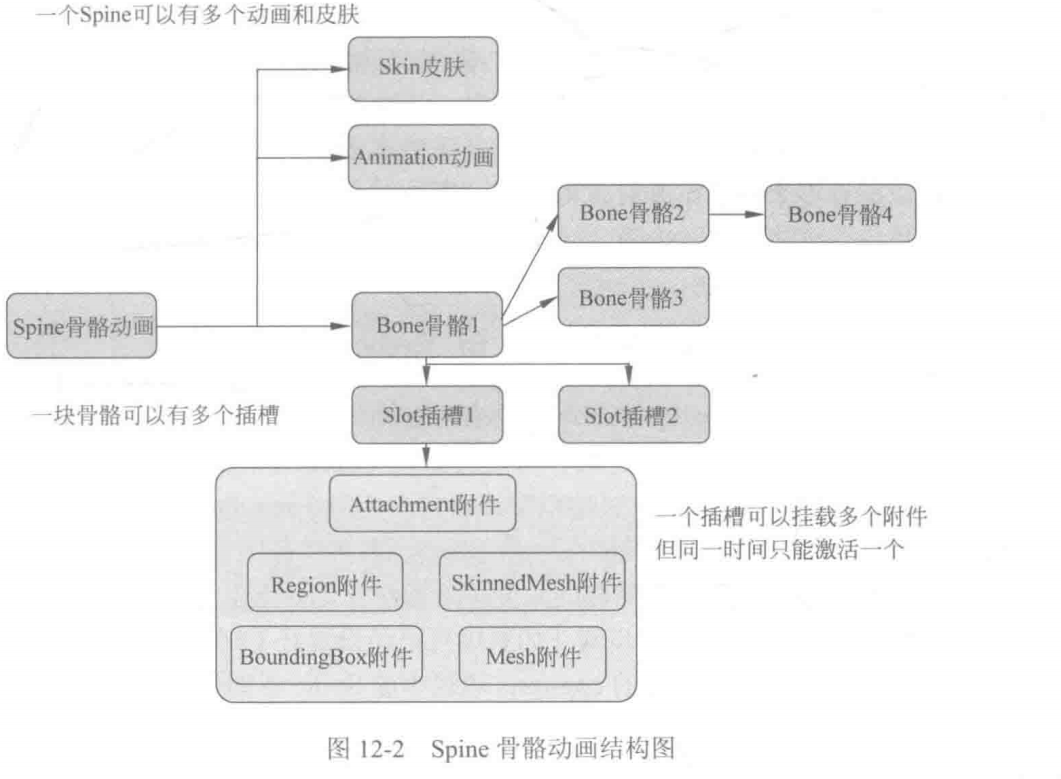 一个Spine可以有多个动画和皮肤
Skin皮肤
Animation动画
Bone骨骼2
Bone骨骼4
Bone骨骼3
Spine骨骼动画
Bone骨骼1
一块骨骼可以有多个插槽
Slot插槽1
Slot插槽2
Attachment附件
一个插槽可以挂载多个附件
但同一时间只能激活一个
Region附件
SkinnedMesh附件
BoundingBox附件
Mesh附件
图 12-2 Spine 骨骼动画结构图